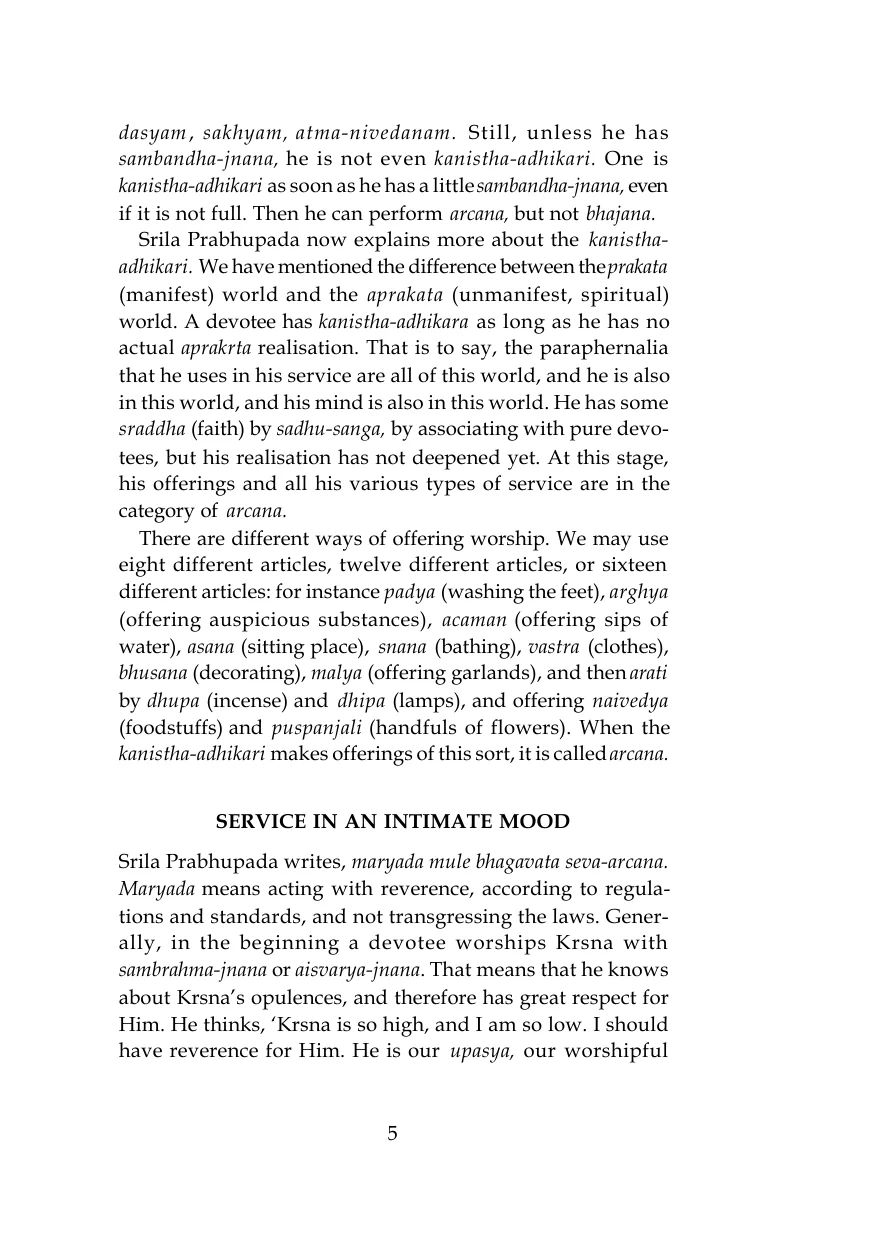 dasyam, sakhyam, atma-nivedanam. Still, unless he has
sambandha-jnana, he is not even kanistha-adhikari. One is
kanistha-adhikari as soon as he has a little sambandha-jnana, even
if it is not full. Then he can perform arcana, but not bhajana.
Srila Prabhupada now explains more about the kanistha-
adhikari. We have mentioned the difference between the prakata
(manifest) world and the aprakata (unmanifest, spiritual)
world. A devotee has kanistha-adhikara as long as he has no
actual aprakrta realisation. That is to say, the paraphernalia
that he uses in his service are all of this world, and he is also
in this world, and his mind is also in this world. He has some
sraddha (faith) by sadhu-sanga, by associating with pure devo-
tees, but his realisation has not deepened yet. At this stage,
his offerings and all his various types of service are in the
category of arcana.
There are different ways of offering worship. We may use
eight different articles, twelve different articles, or sixteen
different articles: for instance padya (washing the feet), arghya
(offering auspicious substances), acaman (offering sips of
water), asana (sitting place), snana (bathing), vastra (clothes),
bhusana (decorating), malya (offering garlands), and then arati
by dhupa (incense) and dhipa (lamps), and offering naivedya
(foodstuffs) and puspanjali (handfuls of flowers). When the
kanistha-adhikari makes offerings of this sort, it is called arcana.
SERVICE IN AN INTIMATE MOOD
Srila Prabhupada writes, maryada mule bhagavata seva-arcana.
Maryada means acting with reverence, according to regula-
tions and standards, and not transgressing the laws. Gener-
ally, in the beginning a devotee worships Krsna with
sambrahma-jnana or aisvarya-jnana. That means that he knows
about Krsna’s opulences, and therefore has great respect for
Him. He thinks, ‘Krsna is so high, and I am so low. I should
have reverence for Him. He is our upasya, our worshipful
5